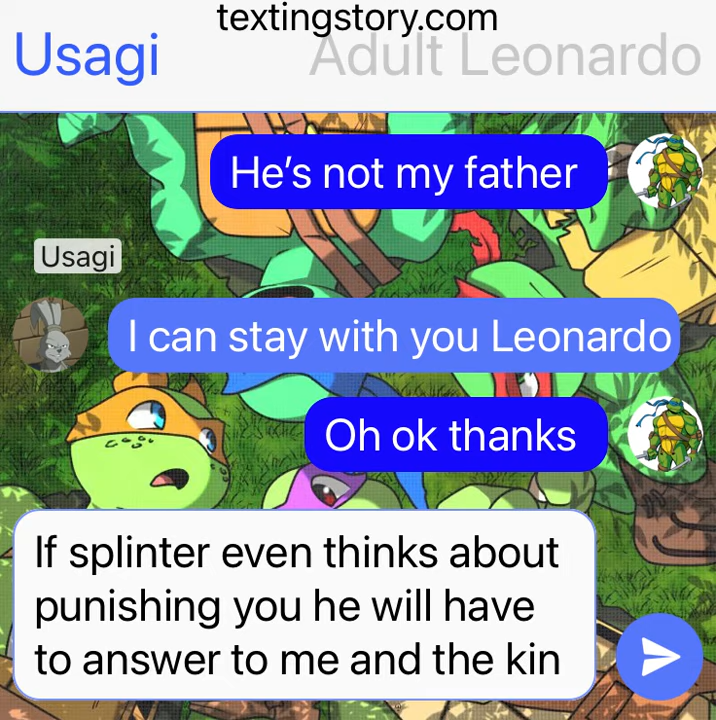 textingstory.com
Usagi Adult Leonardo
He's not my father
Usagi
I can stay with you Leonardo
Oh ok thanks
If splinter even thinks about
punishing you he will have
to answer to me and the kin